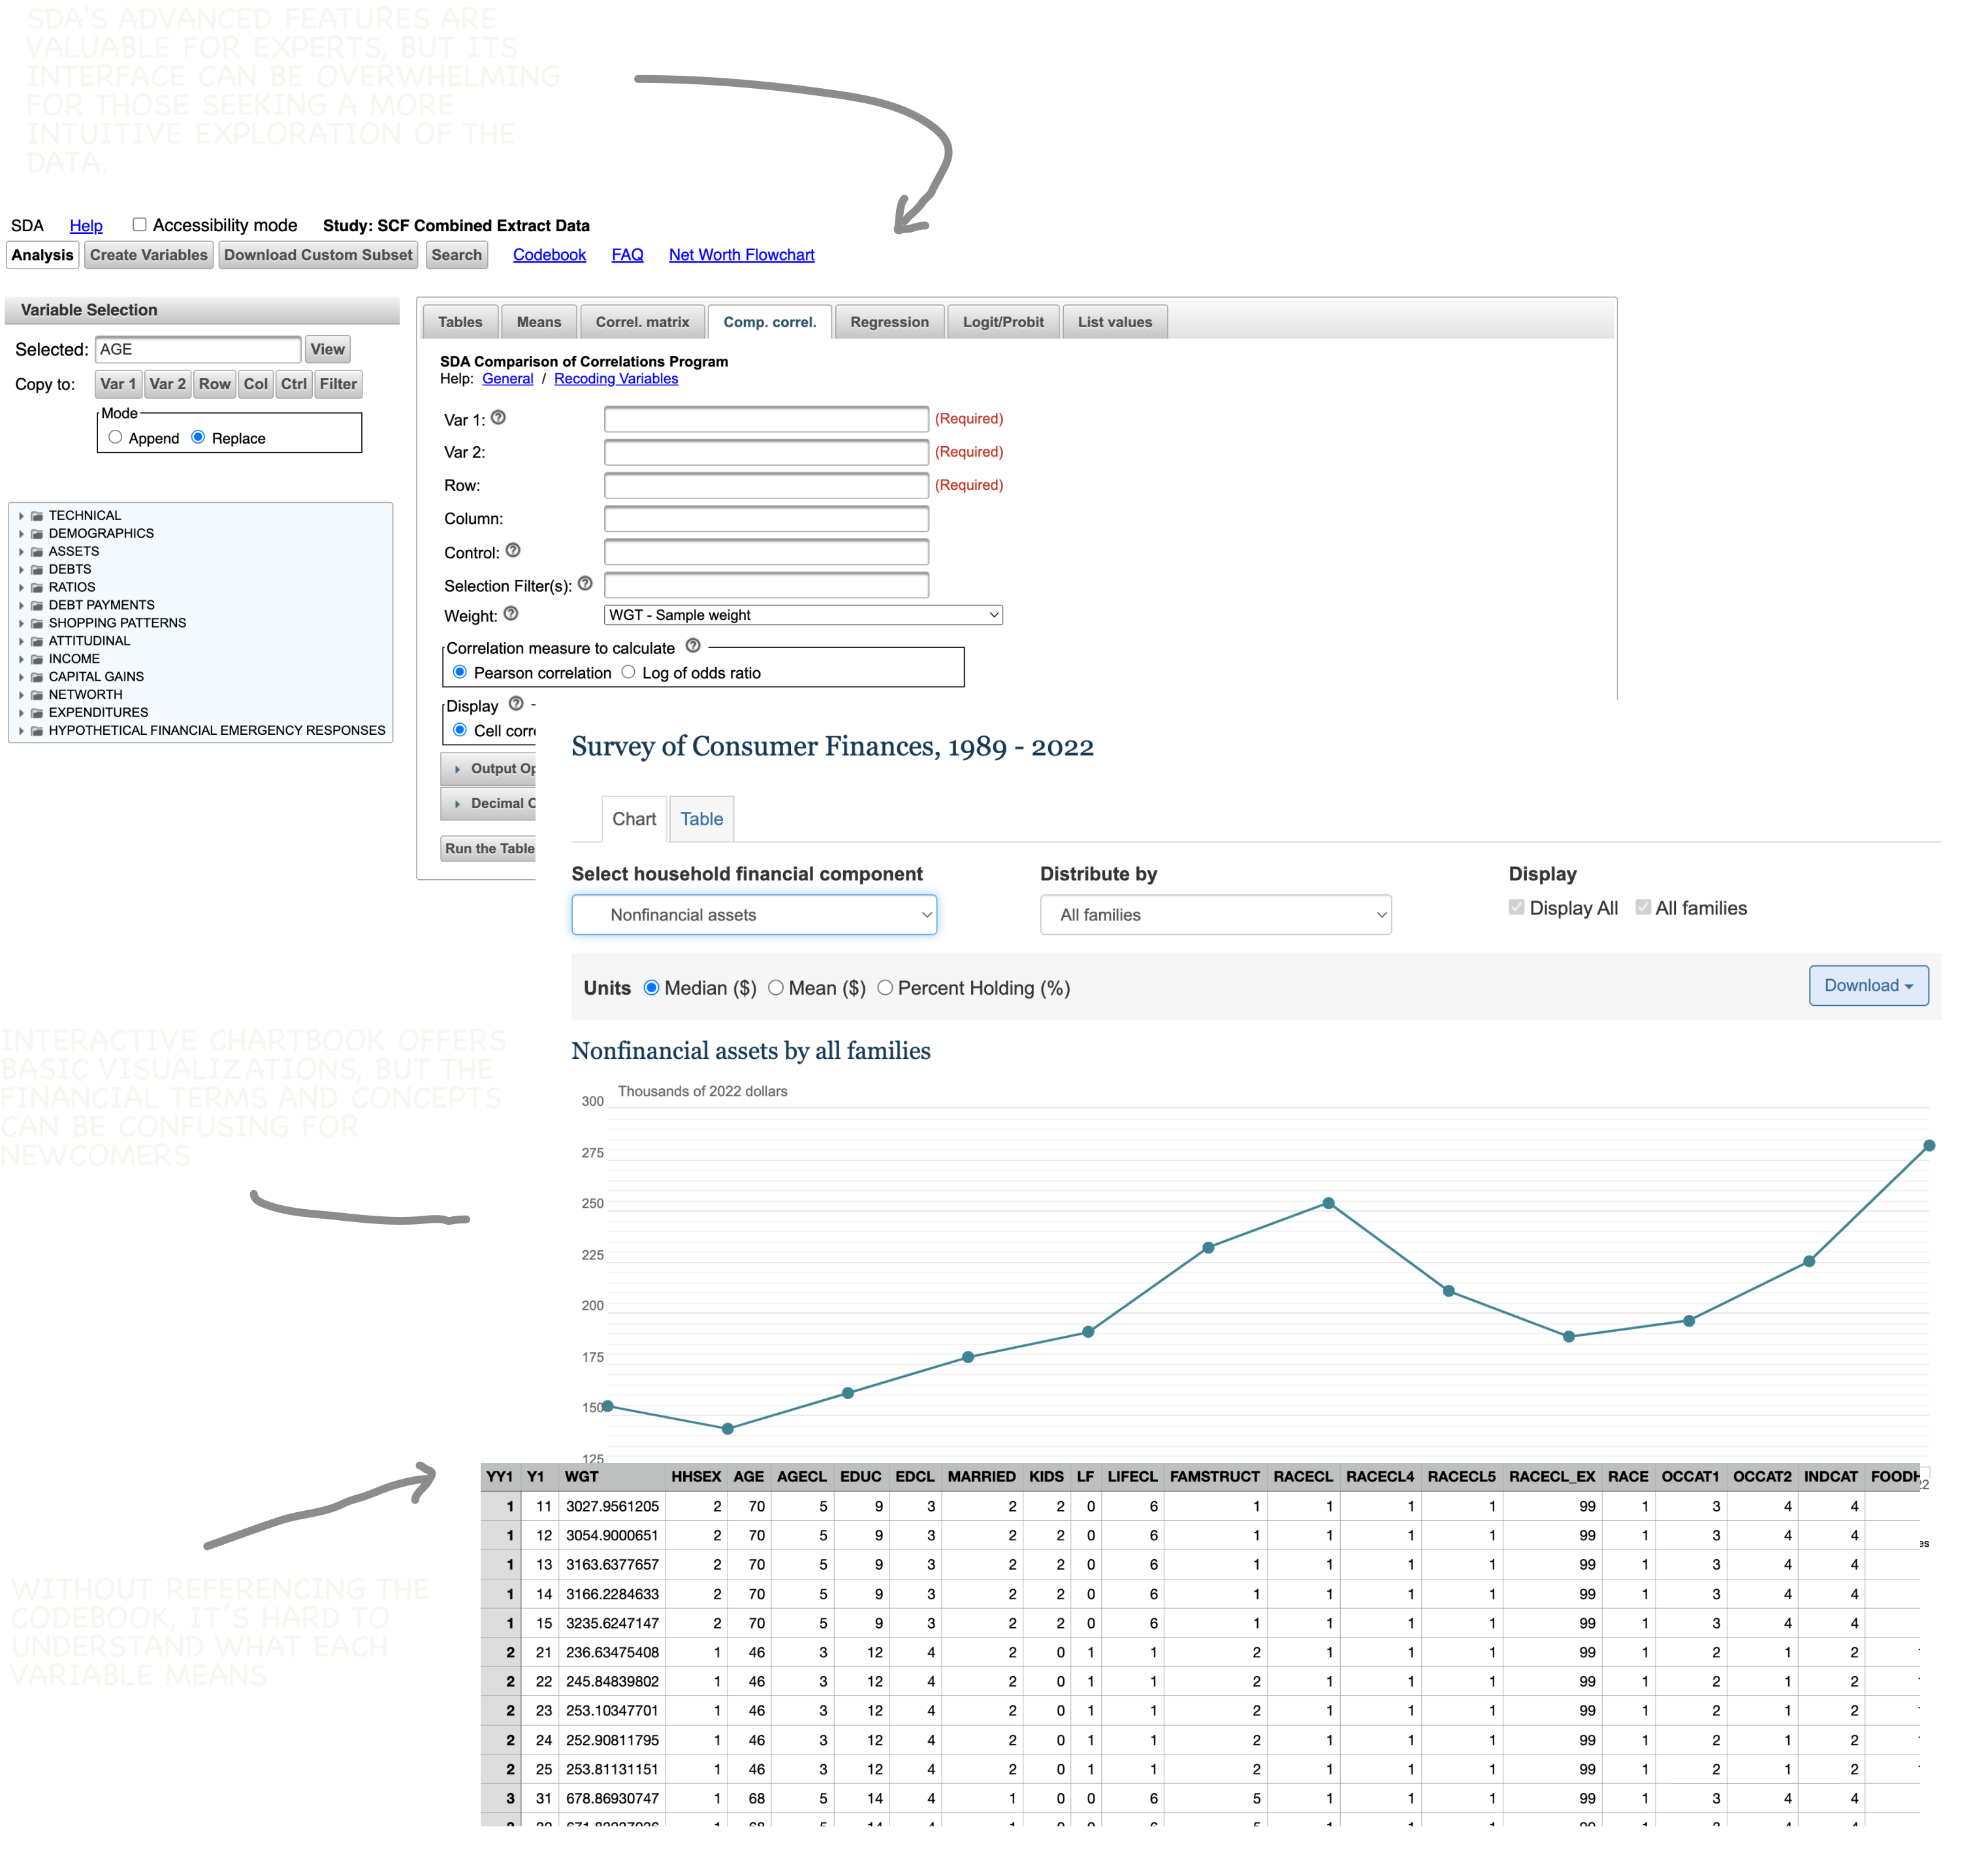 SDA'S ADVANCED FEATURES ARE
VALUABLE FOR EXPERTS, BUT ITS
INTERFACE CAN BE OVERWHELMING
FOR THOSE SEEKING A MORE
INTUITIVE EXPLORATION OF THE
DATA.
SDA Help Accessibility mode Study: SCF Combined Extract Data
Analysis Create Variables Download Custom Subset Search Codebook FAQ Net Worth Flowchart
Variable Selection
Selected: AGE View
Copy to: Var 1 Var 2 Row Col Ctrl Filter
Mode
Append Replace
TECHNICAL
DEMOGRAPHICS
ASSETS
DEBTS
RATIOS
DEBT PAYMENTS
SHOPPING PATTERNS
ATTITUDINAL
INCOME
CAPITAL GAINS
NETWORTH
EXPENDITURES
HYPOTHETICAL FINANCIAL EMERGENCY RESPONSES
Tables Means Correl. matrix Comp. correl. Regression Logit/Probit List values
SDA Comparison of Correlations Program
Help: General / Recoding Variables
Var 1: (Required)
Var 2: (Required)
Row: (Required)
Column:
Control:
Selection Filter(s):
Weight: WGT - Sample weight
Correlation measure to calculate
Pearson correlation Log of odds ratio
Display
Cell corre
Output Op
Decimal O
Run the Table
Survey of Consumer Finances, 1989 - 2022
Chart Table
Select household financial component Distribute by Display
Nonfinancial assets All families Display All All families
Units Median ($) Mean ($) Percent Holding (%) Download
INTERACTIVE CHARTBOOK OFFERS
BASIC VISUALIZATIONS, BUT THE
FINANCIAL TERMS AND CONCEPTS
CAN BE CONFUSING FOR
NEWCOMERS
Nonfinancial assets by all families
Thousands of 2022 dollars
300
275
250
225
200
175
150
125
22
es
WITHOUT REFERENCING THE
CODEBOOK, IT'S HARD TO
UNDERSTAND WHAT EACH
VARIABLE MEANS
YY1 Y1 WGT HHSEX AGE AGECL EDUC EDCL MARRIED KIDS LF LIFECL FAMSTRUCT RACECL RACECL4 RACECL5 RACECL_EX RACE OCCAT1 OCCAT2 INDCAT FOODH
1 11 3027.9561205 2 70 5 9 3 2 2 0 6 1 1 1 1 99 1 3 4 4
1 12 3054.9000651 2 70 5 9 3 2 2 0 6 1 1 1 1 99 1 3 4 4
1 13 3163.6377657 2 70 5 9 3 2 2 0 6 1 1 1 1 99 1 3 4 4
1 14 3166.2284633 2 70 5 9 3 2 2 0 6 1 1 1 1 99 1 3 4 4
1 15 3235.6247147 2 70 5 9 3 2 2 0 6 1 1 1 1 99 1 3 4 4
2 21 236.63475408 1 46 3 12 4 2 0 1 1 2 1 1 1 99 1 2 1 2
2 22 245.84839802 1 46 3 12 4 2 0 1 1 2 1 1 1 99 1 2 1 2
2 23 253.10347701 1 46 3 12 4 2 0 1 1 2 1 1 1 99 1 2 1 2
2 24 252.90811795 1 46 3 12 4 2 0 1 1 2 1 1 1 99 1 2 1 2
2 25 253.81131151 1 46 3 12 4 2 0 1 1 2 1 1 1 99 1 2 1 2
3 31 678.86930747 1 68 5 14 4 1 0 0 6 5 1 1 1 99 1 3 4 4